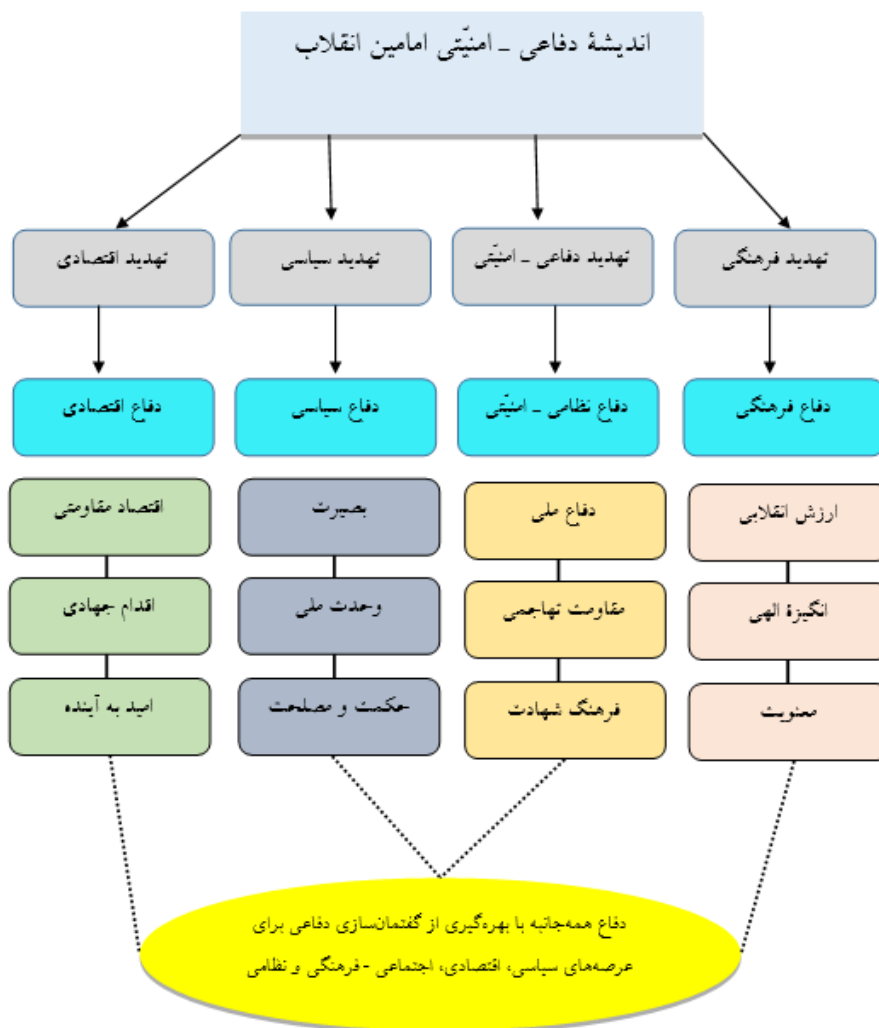 اندیشهٔ دفاعی ـ امنیّتی امامین انقلاب
تهدید فرهنگی
تهدید دفاعی ـ امنیّتی
تهدید سیاسی
تهدید اقتصادی
دفاع فرهنگی
دفاع نظامی ـ امنیّتی
دفاع سیاسی
دفاع اقتصادی
ارزش انقلابی
دفاع ملی
بصیرت
اقتصاد مقاومتی
انگیزهٔ الهی
مقاومت تهاجمی
وحدت ملی
اقدام جهادی
معنویت
فرهنگ شهادت
حکمت و مصلحت
امید به آینده
دفاع همه‌جانبه با بهره‌گیری از گفتمان‌سازی دفاعی برای
عرصه‌های سیاسی، اقتصادی، اجتماعی - فرهنگی و نظامی